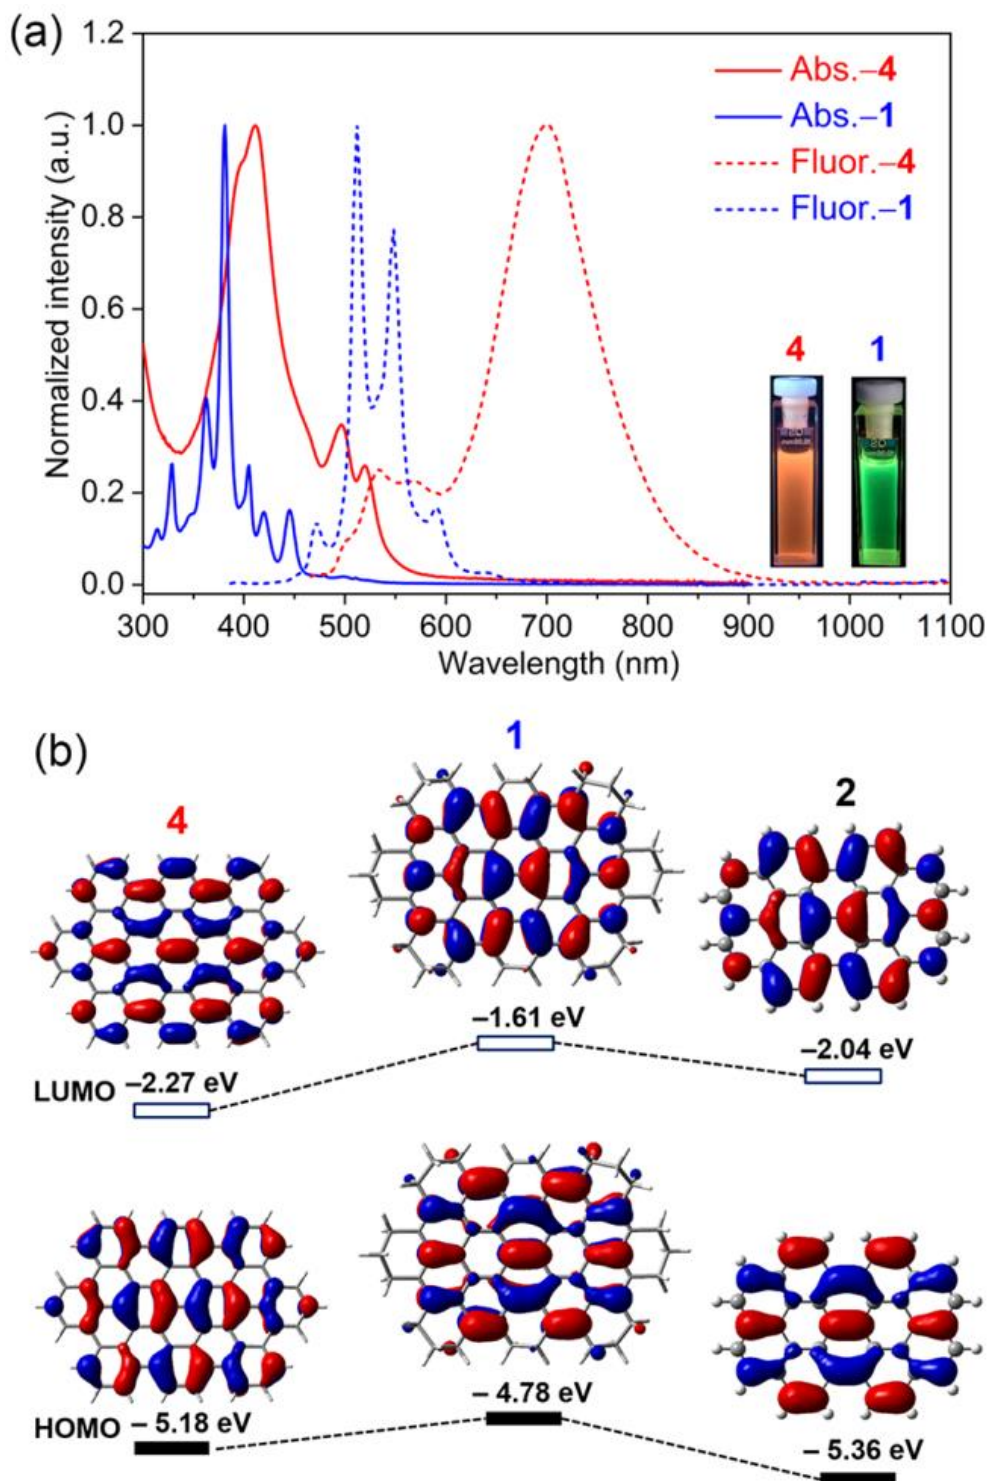 (a)
1.2
1.0
0.8
0.6
0.4
0.2
0.0
Normalized intensity (a.u.)
Abs.–4
Abs.–1
Fluor.–4
Fluor.–1
4 1
300 400 500 600 700 800 900 1000 1100
Wavelength (nm)
(b)
1
4
2
–1.61 eV
–2.04 eV
LUMO –2.27 eV
– 4.78 eV
HOMO – 5.18 eV
– 5.36 eV